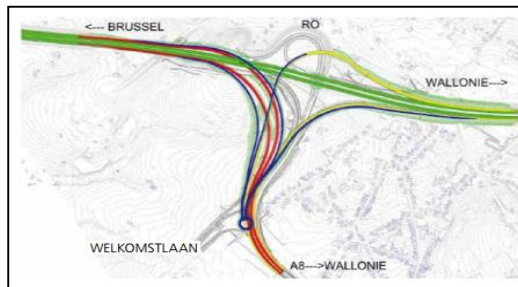 <--- BRUSSEL
RO
WALLONIE--->
WELKOMSTLAAN
A8--->WALLONIE